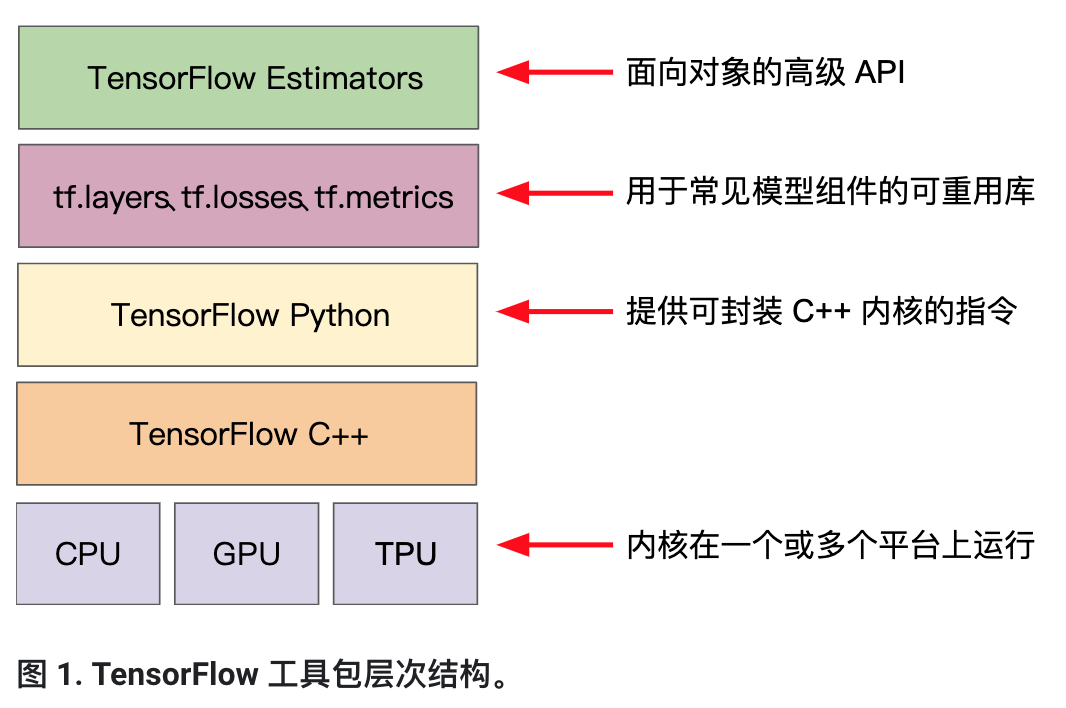 TensorFlow Estimators 面向对象的高级 API
tf.layers、tf.losses、tf.metrics 用于常见模型组件的可重用库
TensorFlow Python 提供可封装 C++ 内核的指令
TensorFlow C++
CPU GPU TPU 内核在一个或多个平台上运行
图 1. TensorFlow 工具包层次结构。